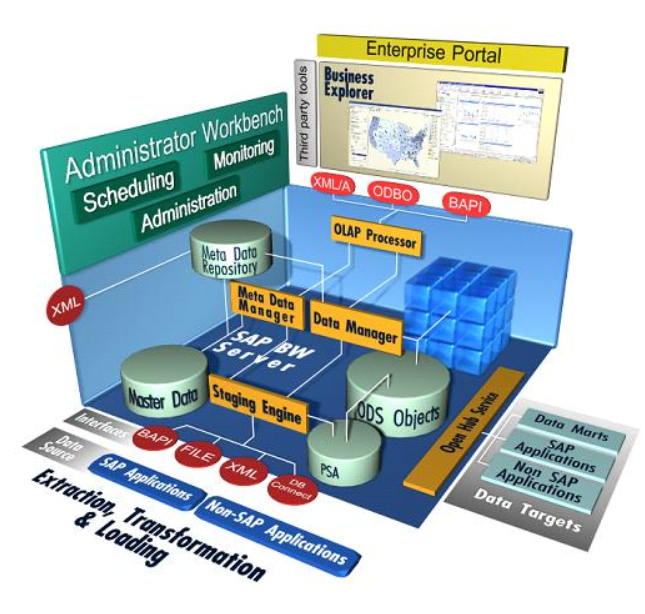 Enterprise Portal
Third party tools
Business
Explorer
Administrator Workbench
Scheduling
Monitoring
Administration
XML/A
ODBO
BAPI
OLAP Processor
Meta Data
Repository
XML
Meta Data
Manager
Data Manager
SAP BW
Server
Master Data
Staging Engine
ODS Objects
PSA
Open Hub Service
Data Marts
SAP
Applications
Non SAP
Applications
Data Targets
Interfaces
BAPI
FILE
XML
DB
Connect
Data
Source
SAP Applications
Non-SAP Applications
Extraction, Transformation
& Loading